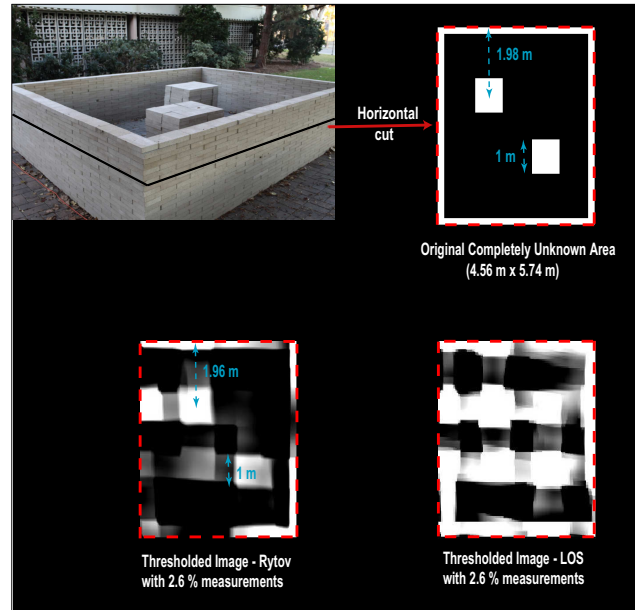 1.98 m
Horizontal
cut
1 m
Original Completely Unknown Area
(4.56 m x 5.74 m)
1.96 m
1 m
Thresholded Image - Rytov
with 2.6 % measurements
Thresholded Image - LOS
with 2.6 % measurements